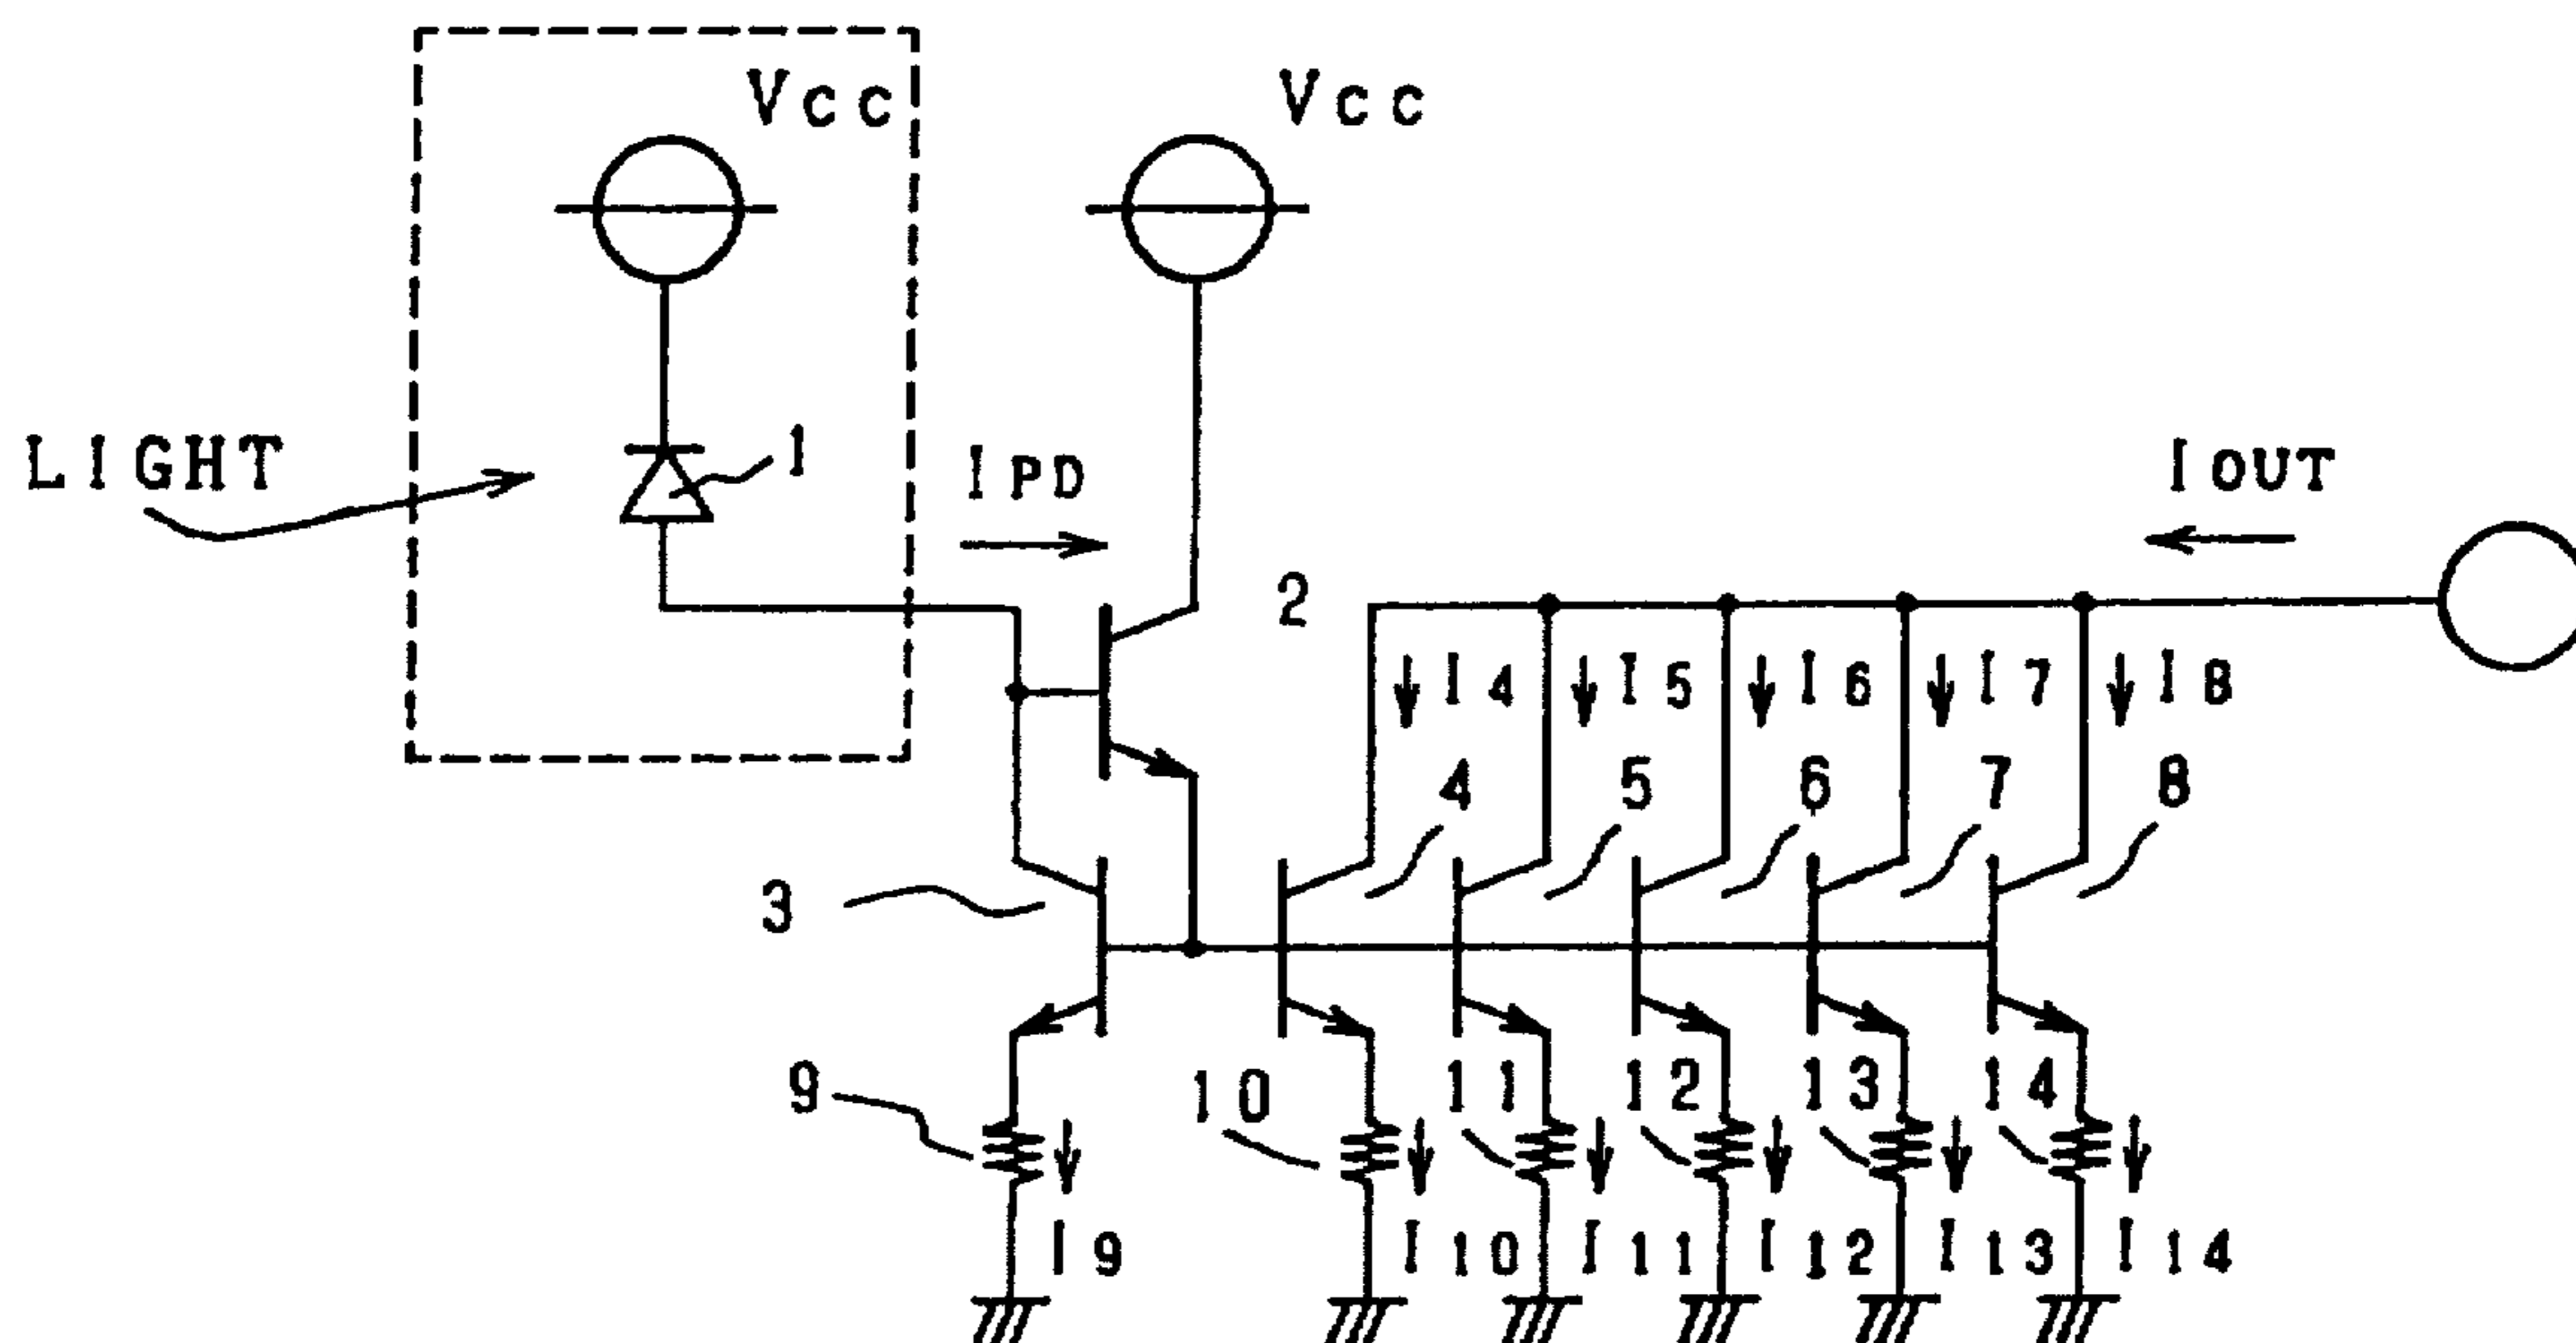 Vcc Vcc
LIGHT 1 IPD IOUT
2
I4 I5 I6 I7 I8
4 5 6 7 8
3
9 10 11 12 13 14
I9 I10 I11 I12 I13 I14